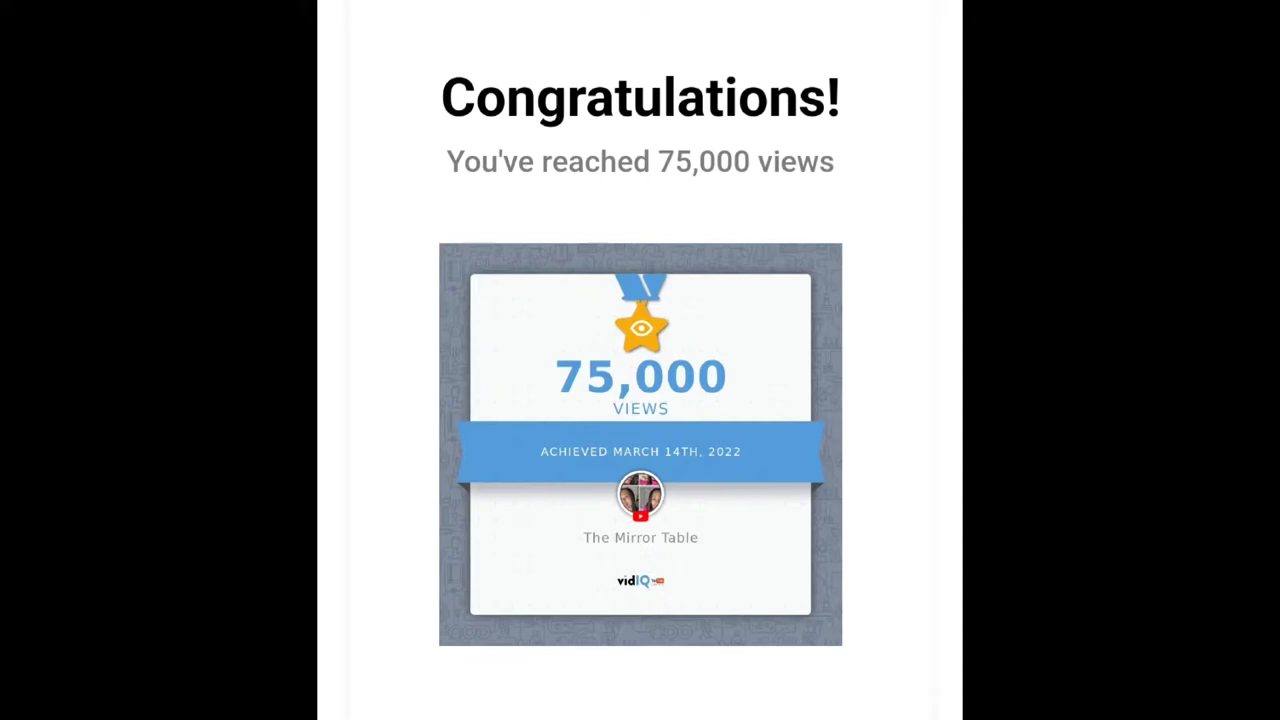 Congratulations!
You've reached 75,000 views
75,000
VIEWS
ACHIEVED MARCH 14TH, 2022
The Mirror Table
vidIQ